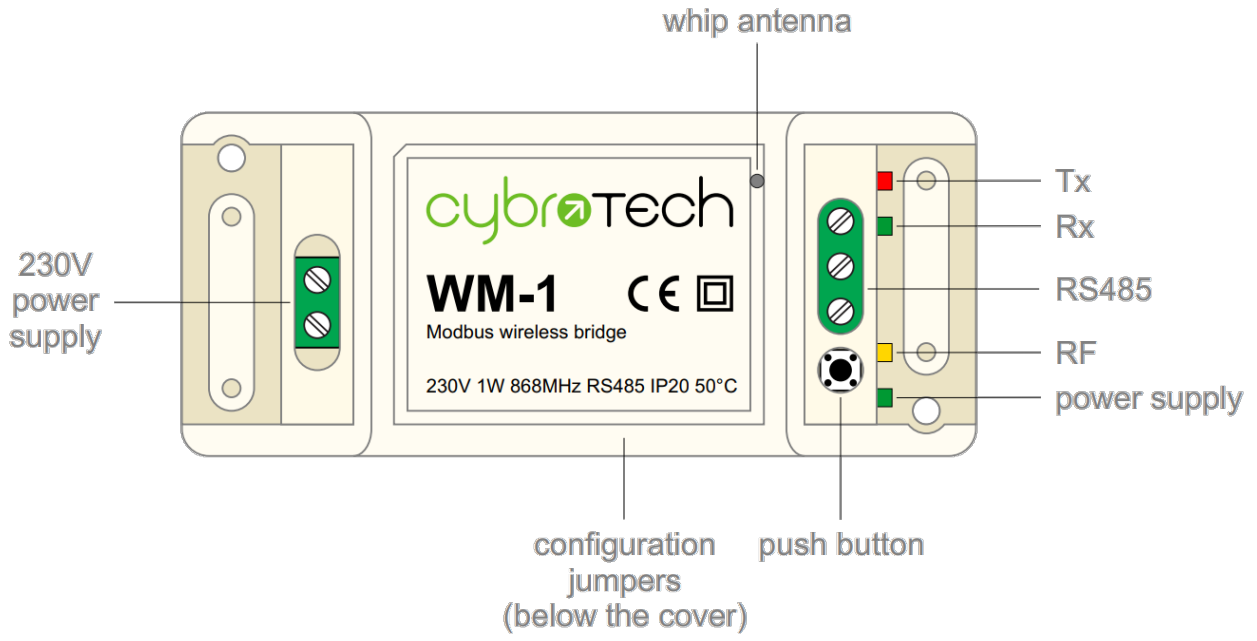 whip antenna
Tx
Rx
RS485
RF
power supply
230V
power
supply
cybrotech
WM-1 CE
Modbus wireless bridge
230V 1W 868MHz RS485 IP20 50°C
configuration
jumpers
(below the cover)
push button